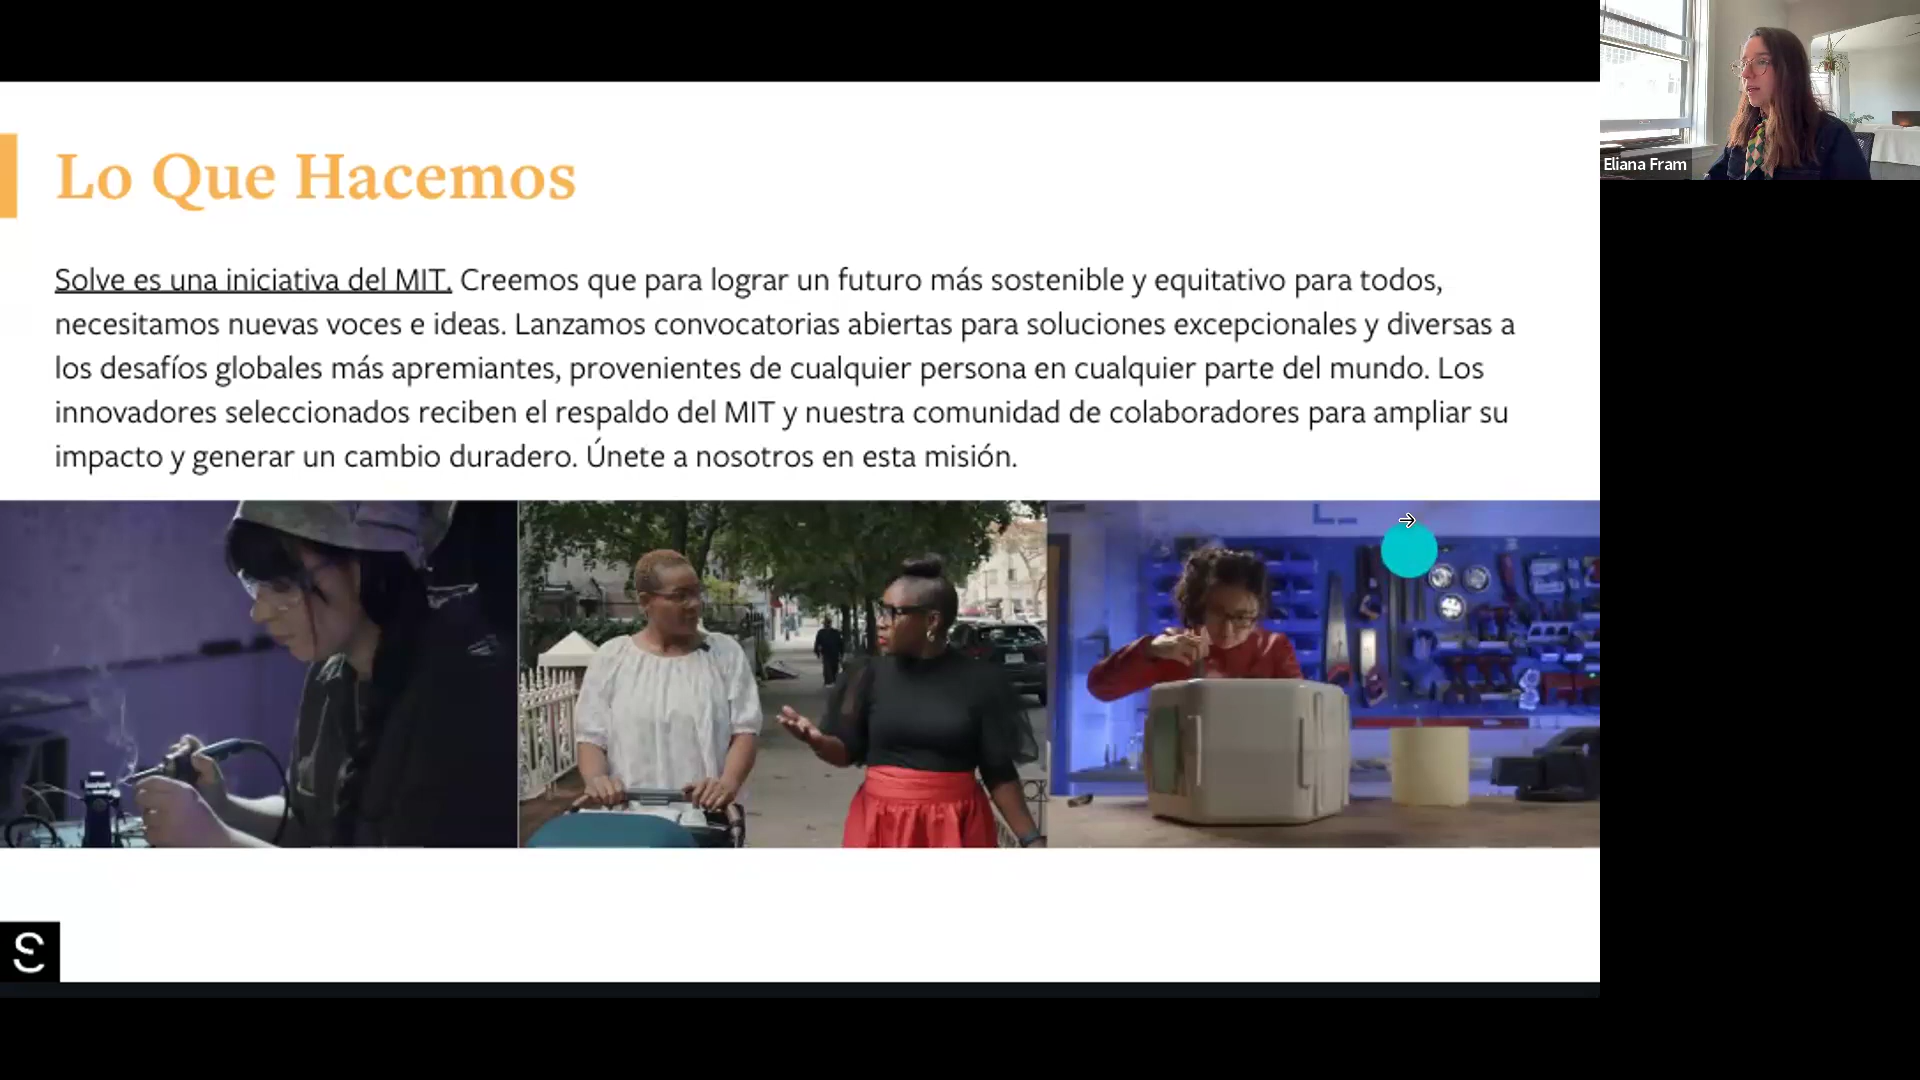 Lo Que Hacemos
Solve es una iniciativa del MIT. Creemos que para lograr un futuro más sostenible y equitativo para todos,
necesitamos nuevas voces e ideas. Lanzamos convocatorias abiertas para soluciones excepcionales y diversas a
los desafíos globales más apremiantes, provenientes de cualquier persona en cualquier parte del mundo. Los
innovadores seleccionados reciben el respaldo del MIT y nuestra comunidad de colaboradores para ampliar su
impacto y generar un cambio duradero. Únete a nosotros en esta misión.
Eliana Fram